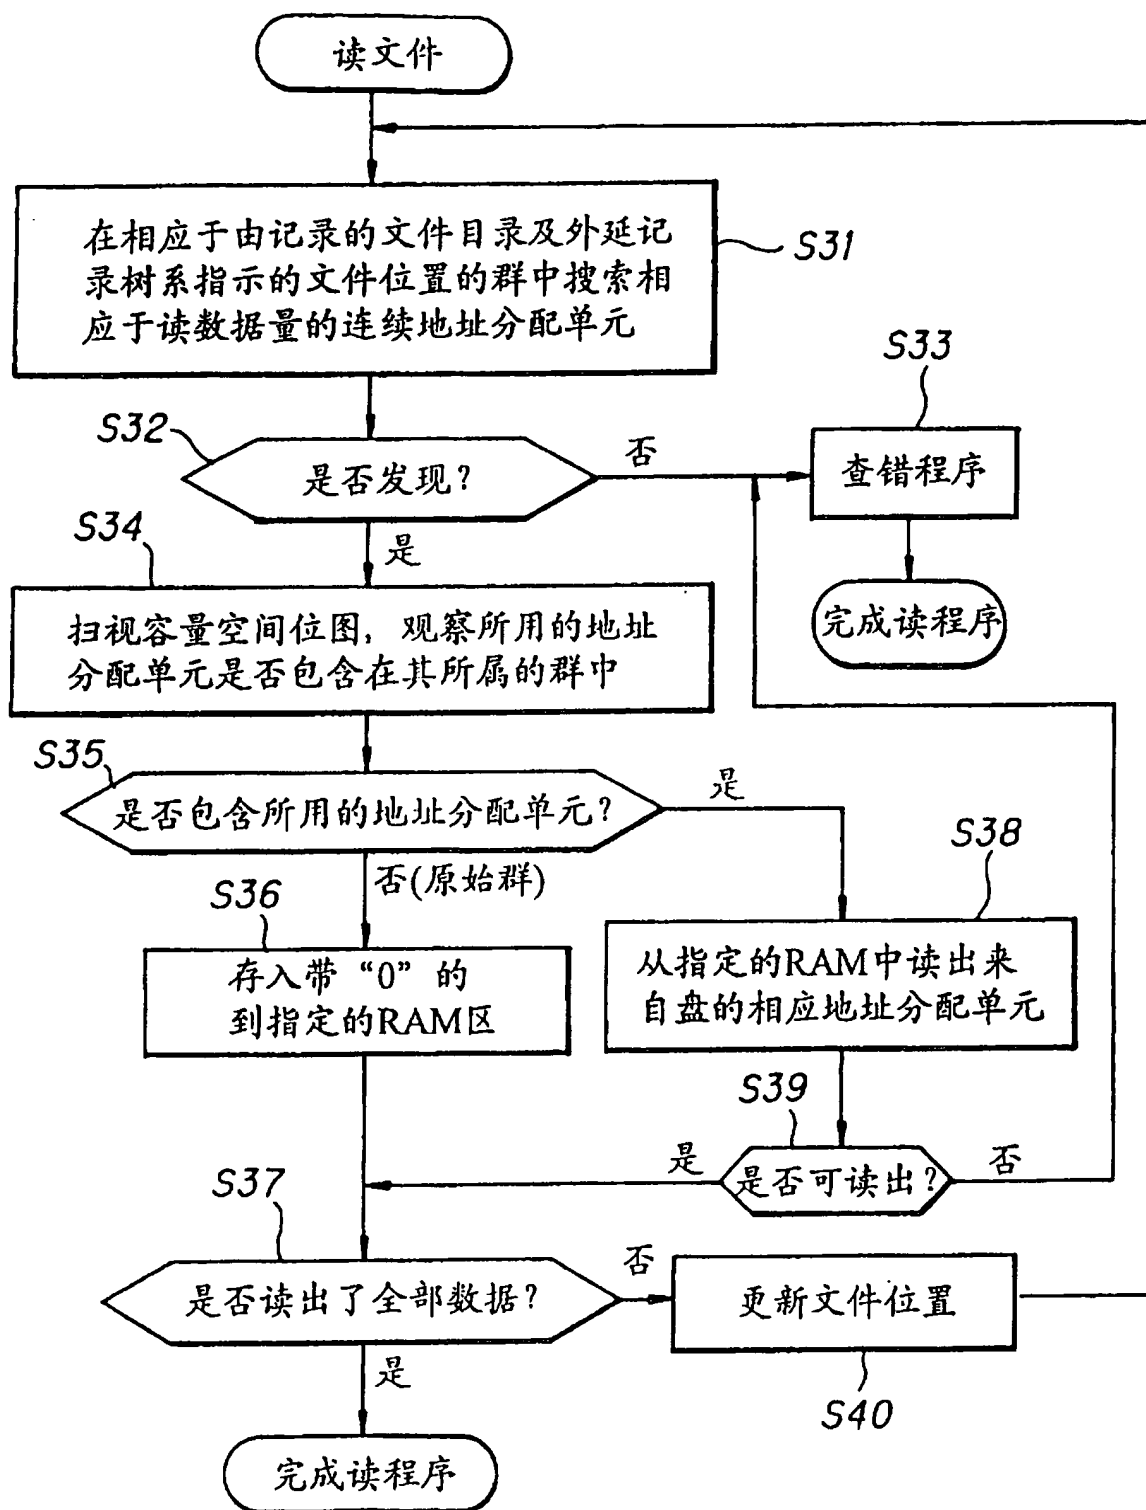 读文件
在相应于由记录的文件目录及外延记
录树系指示的文件位置的群中搜索相
应于读数据量的连续地址分配单元
S31
S32
是否发现？
否
S33
查错程序
完成读程序
是
S34
扫视容量空间位图，观察所用的地址
分配单元是否包含在其所属的群中
S35
是否包含所用的地址分配单元？
是
否(原始群)
S36
存入带“0”的
到指定的RAM区
S38
从指定的RAM中读出来
自盘的相应地址分配单元
S39
是否可读出？
是
否
S37
是否读出了全部数据？
否
更新文件位置
S40
是
完成读程序